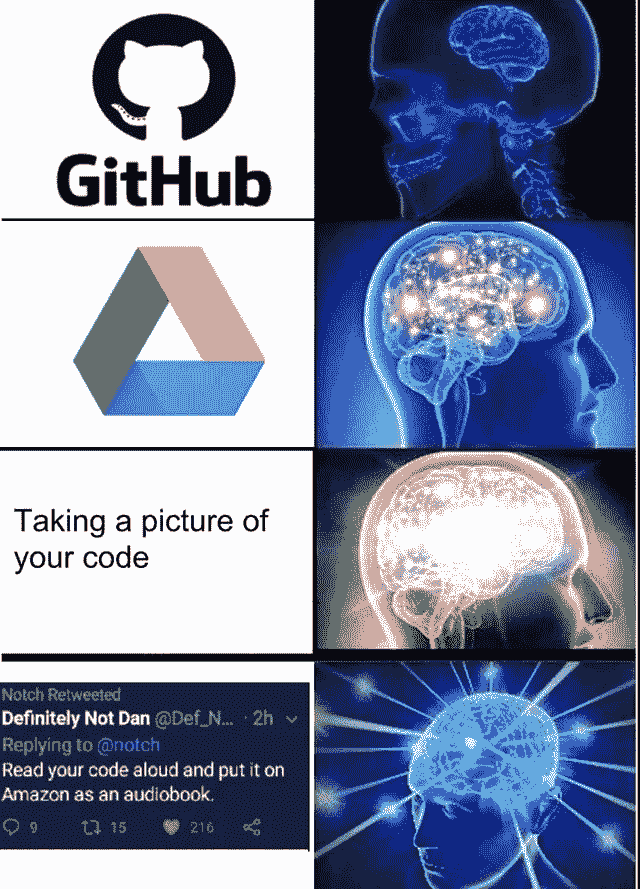 GitHub
Taking a picture of
your code
Notch Retweeted
Definitely Not Dan @Def_N... · 2h
Replying to @notch
Read your code aloud and put it on
Amazon as an audiobook.
9 15 216